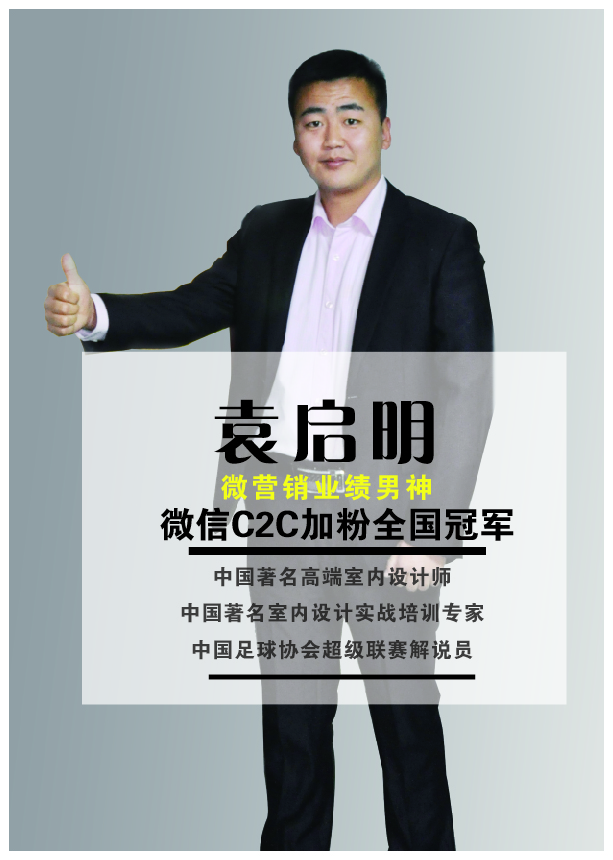 袁启明
微营销业绩男神
微信C2C加粉全国冠军
中国著名高端室内设计师
中国著名室内设计实战培训专家
中国足球协会超级联赛解说员